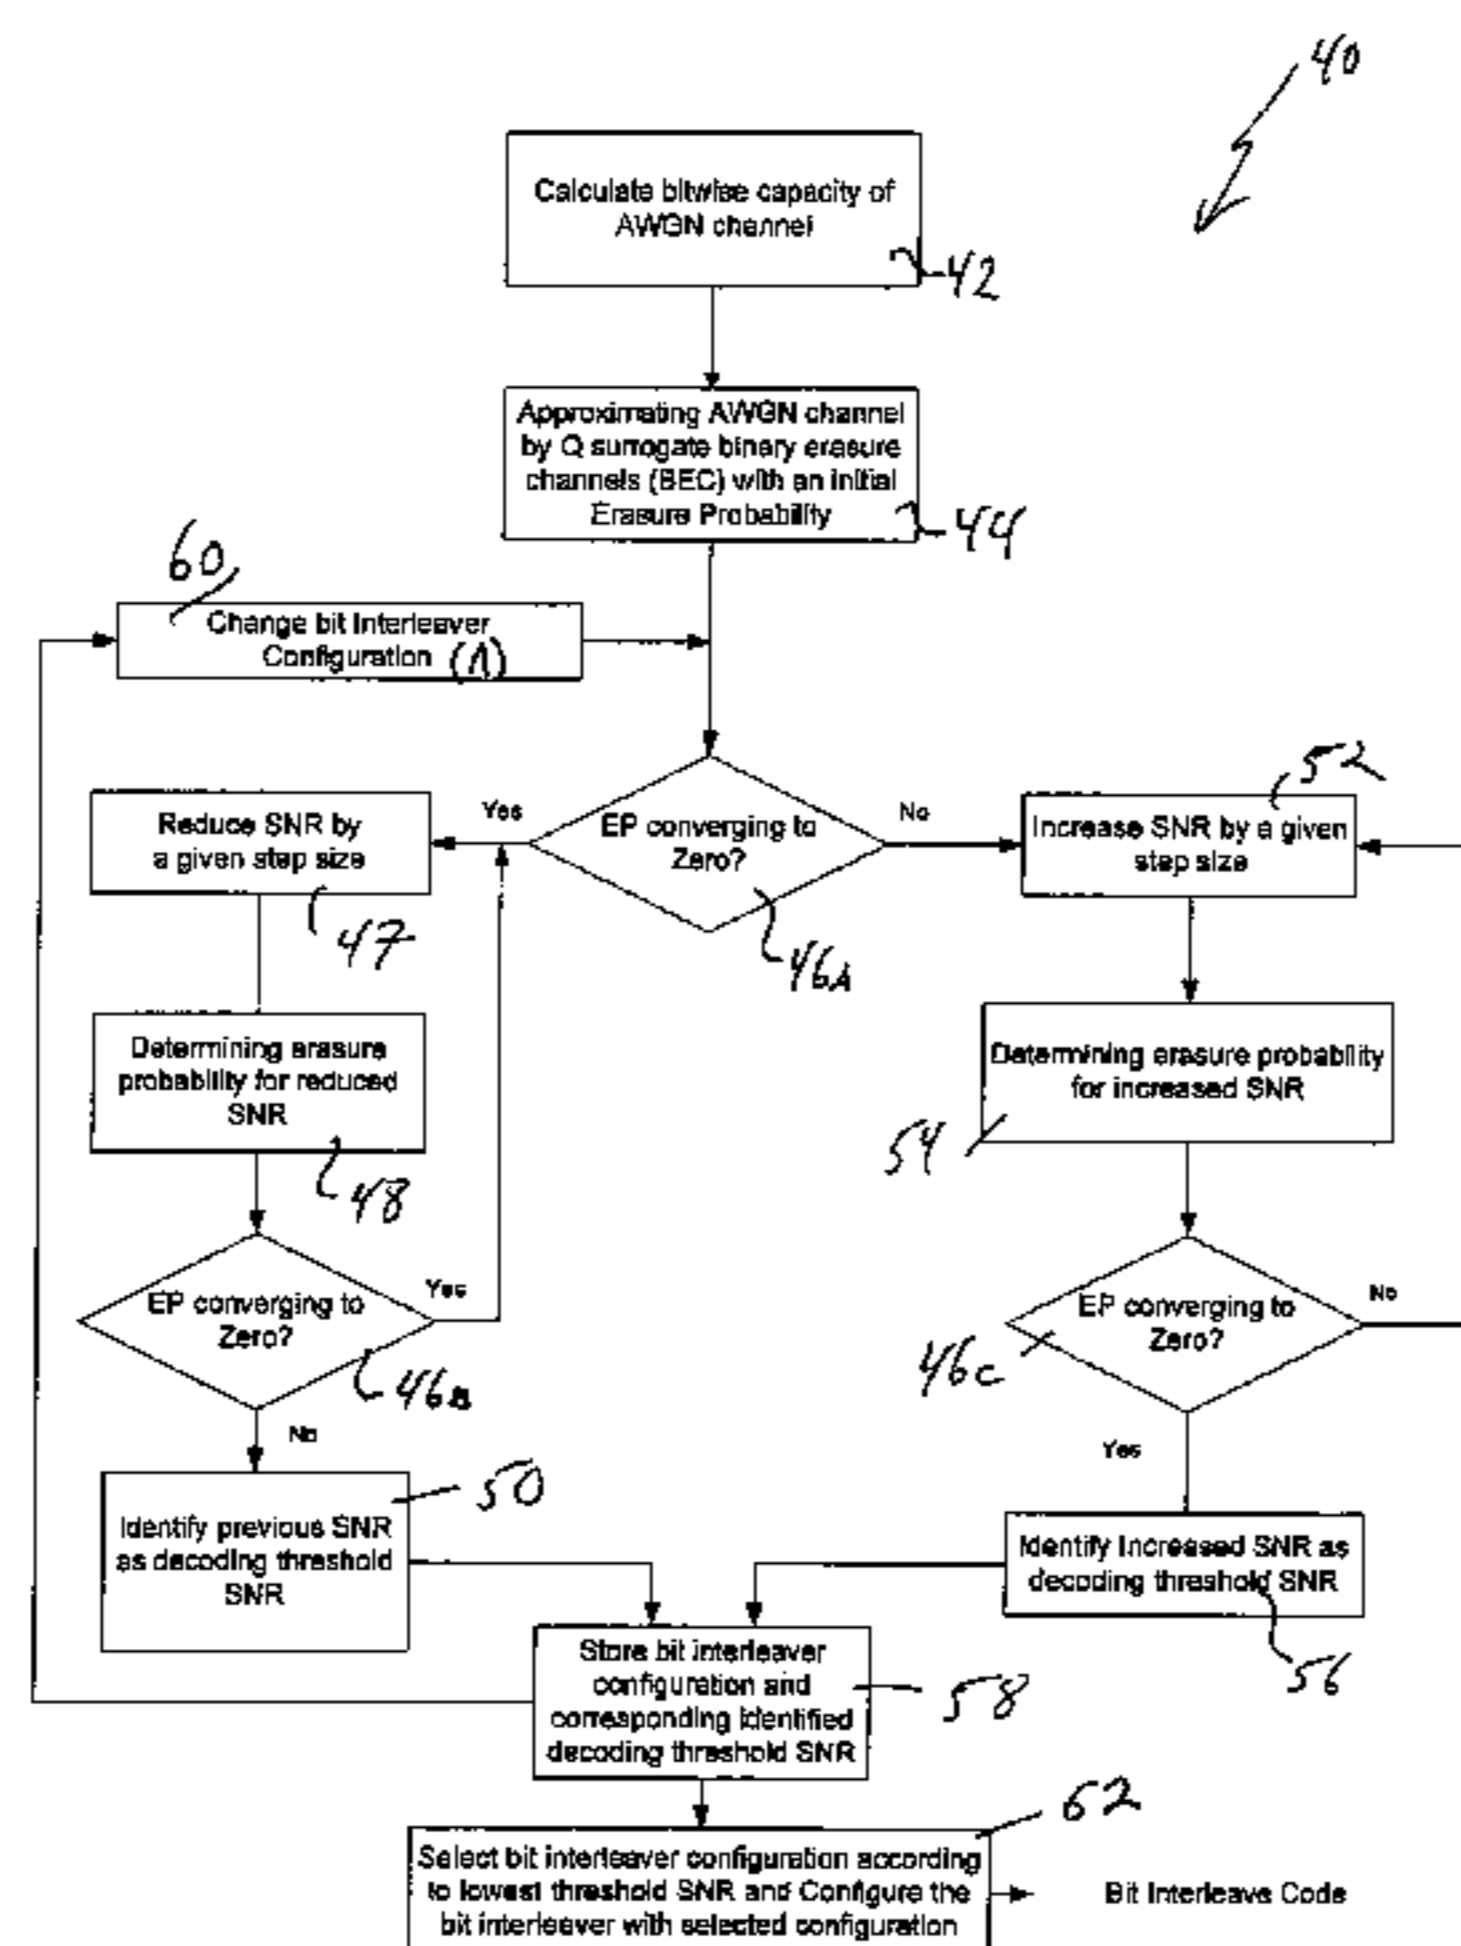 40
Calculate bitwise capacity of
AWGN channel
42
Approximating AWGN channel
by Q surrogate binary erasure
channels (BEC) with an initial
Erasure Probability
44
60
Change bit Interleaver
Configuration (Λ)
Reduce SNR by
a given step size
47
Yes
EP converging to
Zero?
46A
No
52
Increase SNR by a given
step size
Determining erasure
probability for reduced
SNR
48
Determining erasure probability
for increased SNR
54
EP converging to
Zero?
Yes
46B
No
EP converging to
Zero?
No
46C
Yes
Identify previous SNR
as decoding threshold
SNR
50
Identify Increased SNR as
decoding threshold SNR
56
Store bit interleaver
configuration and
corresponding identified
decoding threshold SNR
58
62
Select bit interleaver configuration according
to lowest threshold SNR and Configure the
bit interleaver with selected configuration
Bit Interleave Code